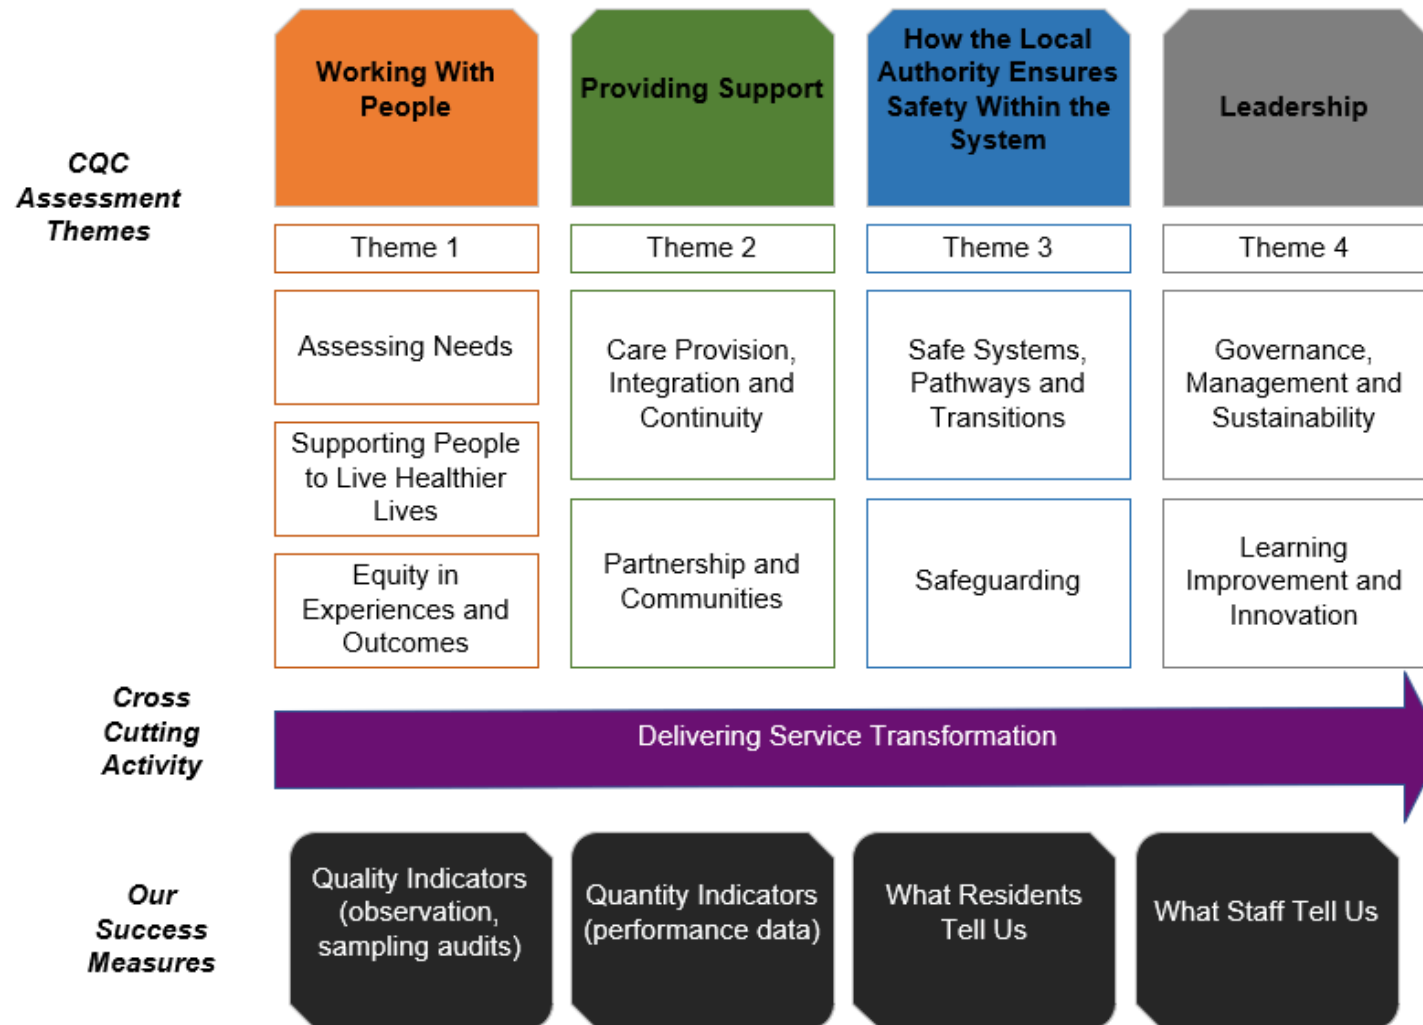 CQC
Assessment
Themes
Working With
People
Providing Support
How the Local
Authority Ensures
Safety Within the
System
Leadership
Theme 1
Theme 2
Theme 3
Theme 4
Assessing Needs
Supporting People
to Live Healthier
Lives
Equity in
Experiences and
Outcomes
Care Provision,
Integration and
Continuity
Partnership and
Communities
Safe Systems,
Pathways and
Transitions
Safeguarding
Governance,
Management and
Sustainability
Learning
Improvement and
Innovation
Cross
Cutting
Activity
Delivering Service Transformation
Our
Success
Measures
Quality Indicators
(observation,
sampling audits)
Quantity Indicators
(performance data)
What Residents
Tell Us
What Staff Tell Us